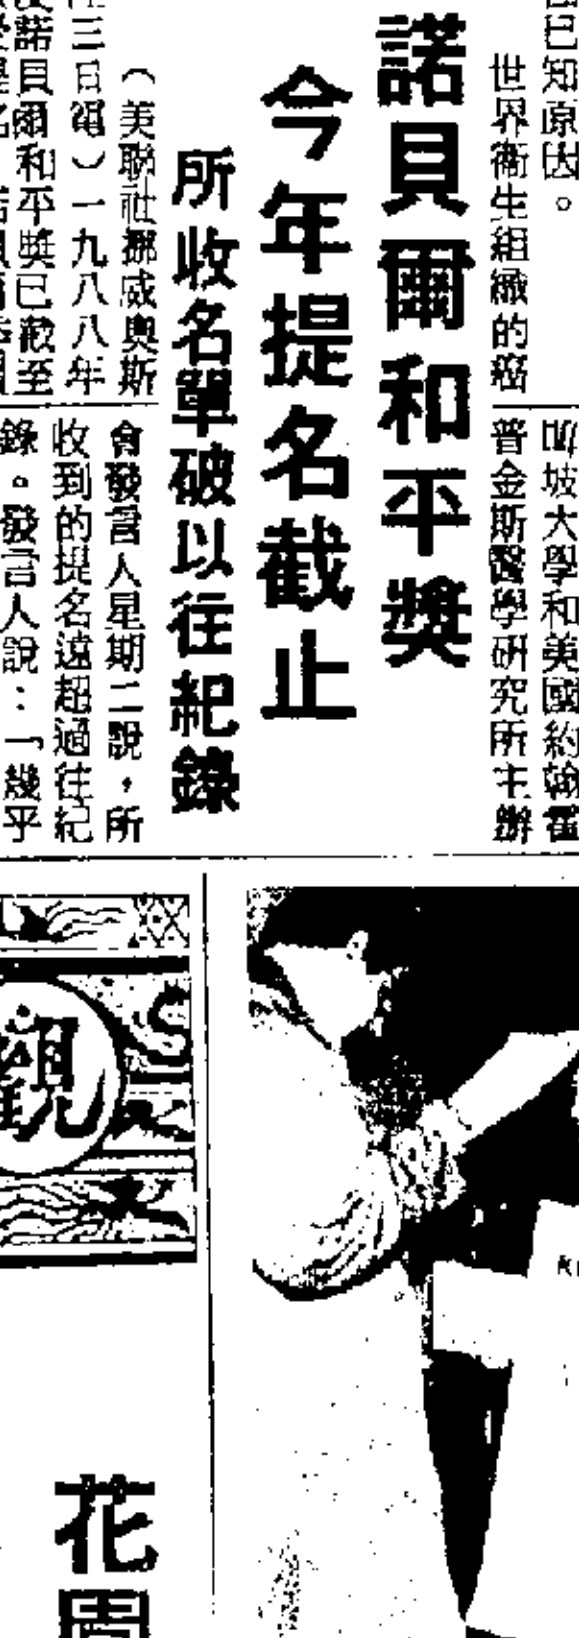 已知原因。
世界衞生組織的癌
坡大學和美國約翰霍
普金斯醫學研究所主辦
諾貝爾和平獎
今年提名截止
所收名單破以往紀錄
（美聯社挪威奧斯
三日電）一九八八年
諾貝爾和平獎已截至
會發言人星期二說，所
收到的提名遠超過往紀
錄。發言人說：「幾乎
觀
花